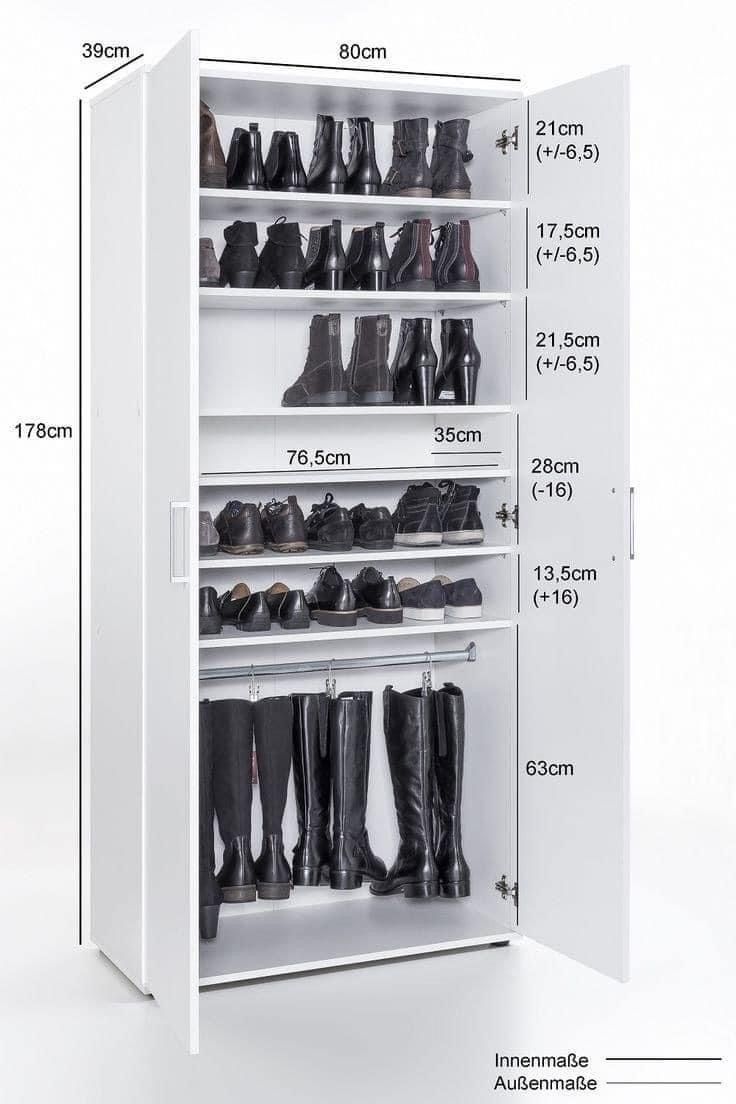 39cm
80cm
21cm
(+/-6,5)
17,5cm
(+/-6,5)
21,5cm
(+/-6,5)
178cm
35cm
76,5cm
28cm
(-16)
13,5cm
(+16)
63cm
Innenmaße
Außenmaße